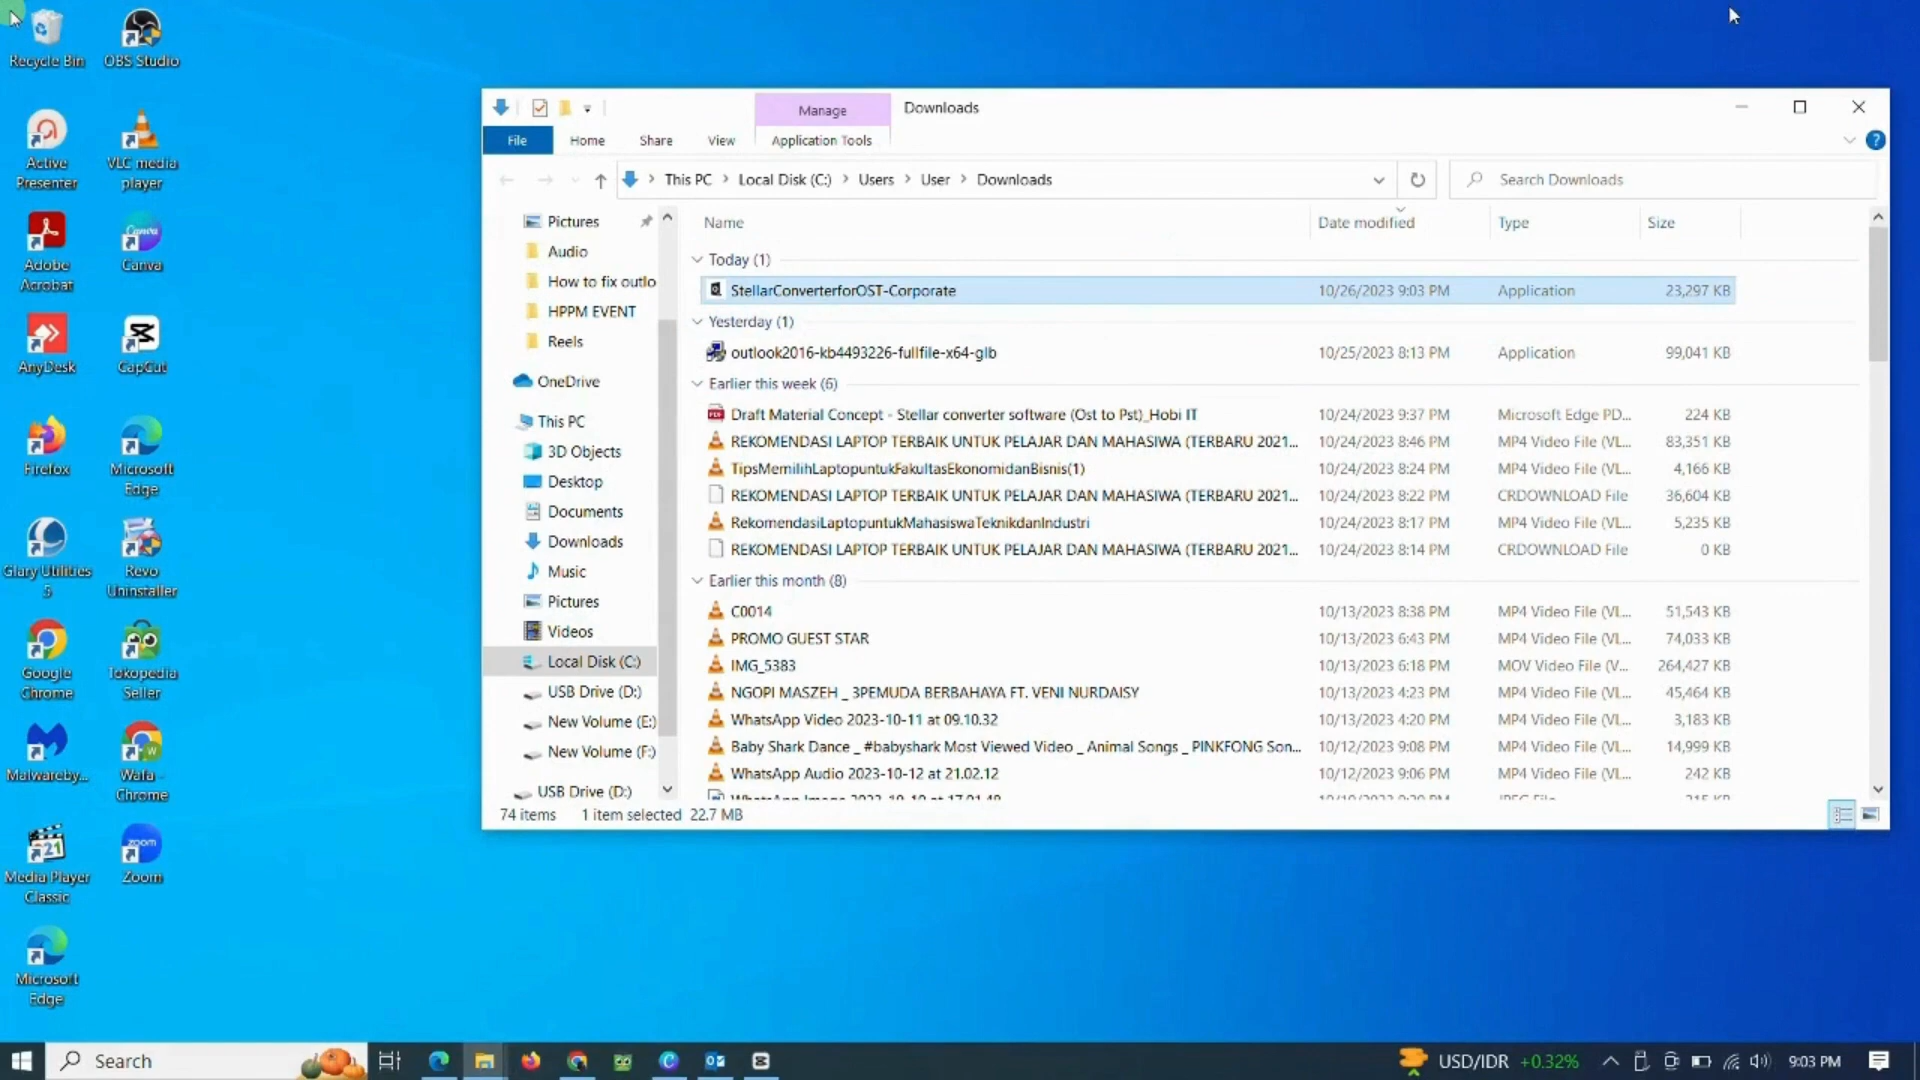 Recycle Bin
OBS Studio
Active
Presenter
VLC media
player
Adobe
Acrobat
Canva
AnyDesk
CapCut
Firefox
Microsoft
Edge
Glary Utilities
5
Revo
Uninstaller
Google
Chrome
Tokopedia
Seller
Malwareby...
Wafa -
Chrome
Media Player
Classic
zoom
Zoom
Microsoft
Edge
Manage
Downloads
File
Home
Share
View
Application Tools
This PC
Local Disk (C:)
Users
User
Downloads
Search Downloads
Pictures
Audio
How to fix outlo
HPPM EVENT
Reels
OneDrive
This PC
3D Objects
Desktop
Documents
Downloads
Music
Pictures
Videos
Local Disk (C:)
USB Drive (D:)
New Volume (E:)
New Volume (F:)
USB Drive (D:)
Name Date modified Type Size
Today (1)
StellarConverterforOST-Corporate 10/26/2023 9:03 PM Application 23,297 KB
Yesterday (1)
outlook2016-kb4493226-fullfile-x64-glb 10/25/2023 8:13 PM Application 99,041 KB
Earlier this week (6)
Draft Material Concept - Stellar converter software (Ost to Pst)_Hobi IT 10/24/2023 9:37 PM Microsoft Edge PD... 224 KB
REKOMENDASI LAPTOP TERBAIK UNTUK PELAJAR DAN MAHASIWA (TERBARU 2021... 10/24/2023 8:46 PM MP4 Video File (VL... 83,351 KB
TipsMemilihLaptopuntukFakultasEkonomidanBisnis(1) 10/24/2023 8:24 PM MP4 Video File (VL... 4,166 KB
REKOMENDASI LAPTOP TERBAIK UNTUK PELAJAR DAN MAHASIWA (TERBARU 2021... 10/24/2023 8:22 PM CRDOWNLOAD File 36,604 KB
RekomendasiLaptopuntukMahasiswaTeknikdanIndustri 10/24/2023 8:17 PM MP4 Video File (VL... 5,235 KB
REKOMENDASI LAPTOP TERBAIK UNTUK PELAJAR DAN MAHASIWA (TERBARU 2021... 10/24/2023 8:14 PM CRDOWNLOAD File 0 KB
Earlier this month (8)
C0014 10/13/2023 8:38 PM MP4 Video File (VL... 51,543 KB
PROMO GUEST STAR 10/13/2023 6:43 PM MP4 Video File (VL... 74,033 KB
IMG_5383 10/13/2023 6:18 PM MOV Video File (V... 264,427 KB
NGOPI MASZEH _ 3PEMUDA BERBAHAYA FT. VENI NURDAISY 10/13/2023 4:23 PM MP4 Video File (VL... 45,464 KB
WhatsApp Video 2023-10-11 at 09.10.32 10/13/2023 4:20 PM MP4 Video File (VL... 3,183 KB
Baby Shark Dance _ #babyshark Most Viewed Video _ Animal Songs _ PINKFONG Son... 10/12/2023 9:08 PM MP4 Video File (VL... 14,999 KB
WhatsApp Audio 2023-10-12 at 21.02.12 10/12/2023 9:06 PM MP4 Video File (VL... 242 KB
74 items 1 item selected 22.7 MB
Search
USD/IDR +0.32%
9:03 PM